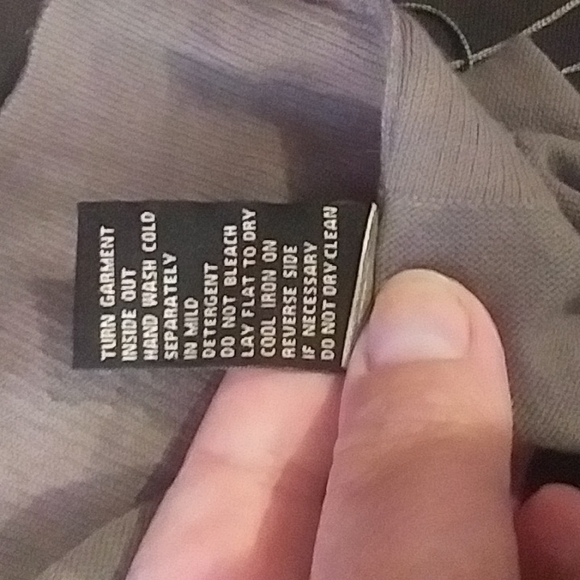 TURN GARMENT
INSIDE OUT
HAND WASH COLD
SEPARATELY
IN MILD
DETERGENT
DO NOT BLEACH
LAY FLAT TO DRY
COOL IRON ON
REVERSE SIDE
IF NECESSARY
DO NOT DRY CLEAN